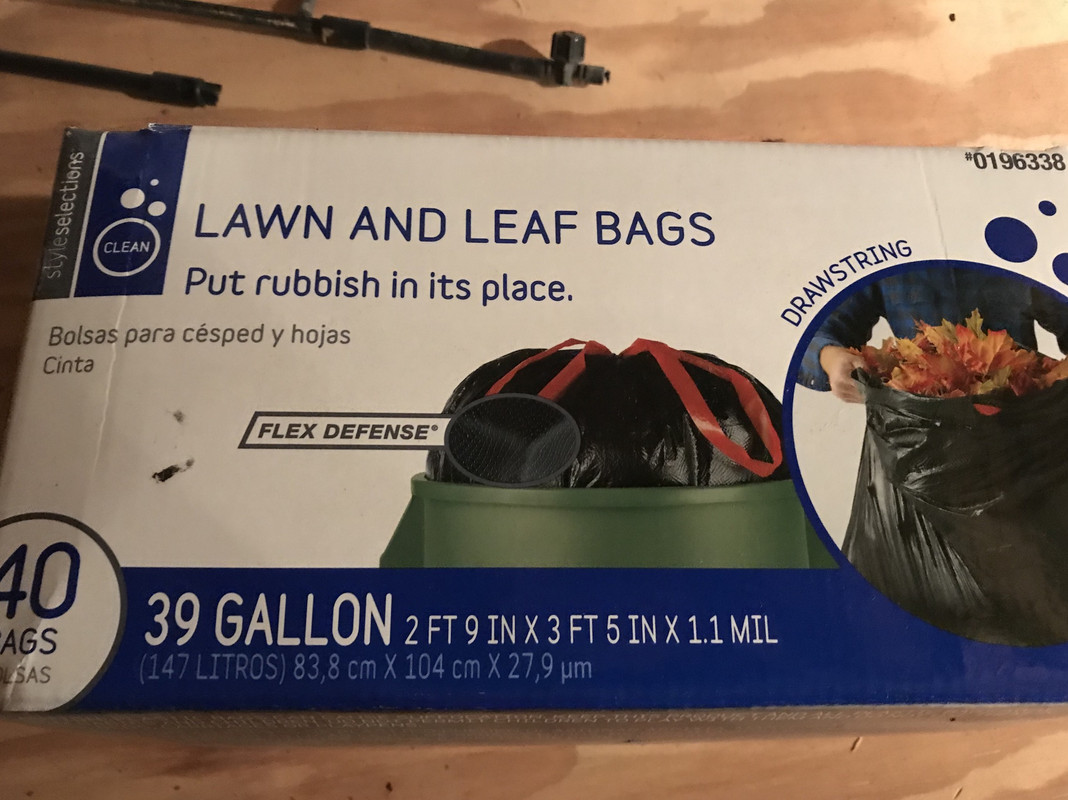 styleselections
CLEAN
#0196338
LAWN AND LEAF BAGS
Put rubbish in its place.
Bolsas para césped y hojas
Cinta
DRAWSTRING
FLEX DEFENSE®
40
BAGS
BOLSAS
39 GALLON 2 FT 9 IN X 3 FT 5 IN X 1.1 MIL
(147 LITROS) 83,8 cm X 104 cm X 27,9 µm